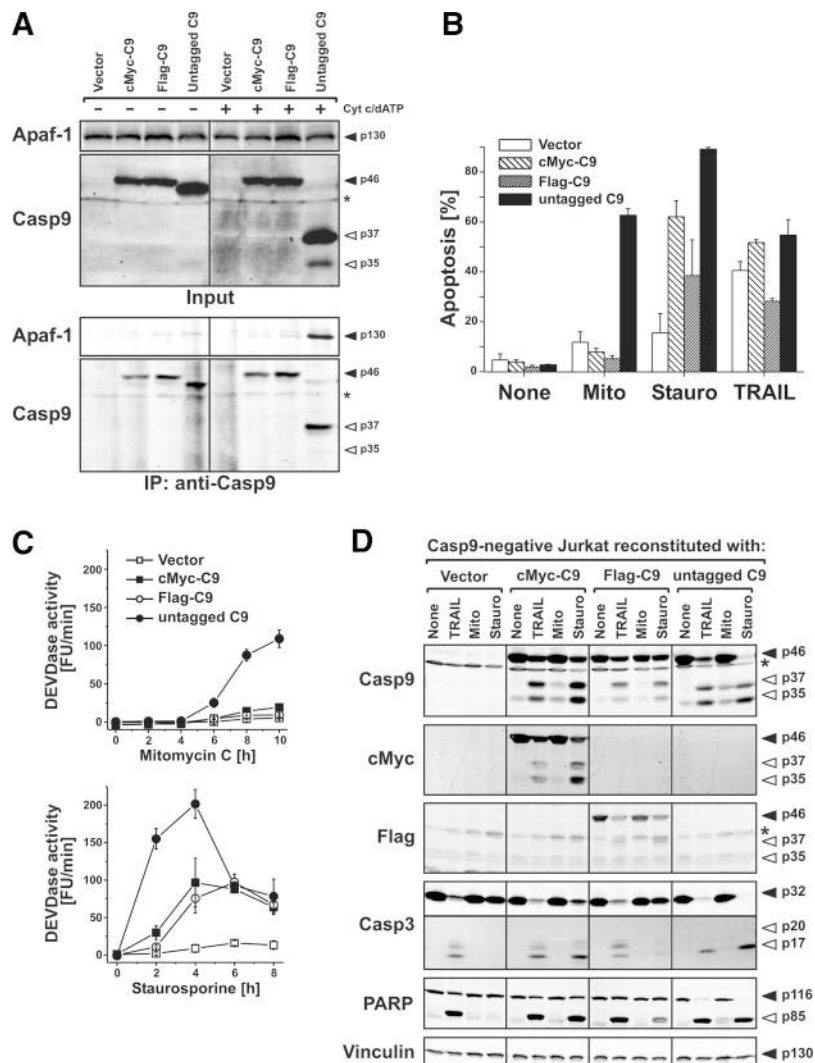 A
Vector
cMyc-C9
Flag-C9
Untagged C9
Vector
cMyc-C9
Flag-C9
Untagged C9
− − − − + + + + Cyt c/dATP
Apaf-1
p130
Casp9
p46
*
p37
p35
Input
Apaf-1
p130
Casp9
p46
*
p37
p35
IP: anti-Casp9
B
Apoptosis [%]
80
60
40
20
0
Vector
cMyc-C9
Flag-C9
untagged C9
None Mito Stauro TRAIL
C
DEVDase activity
[FU/min]
200
150
100
50
0
Vector
cMyc-C9
Flag-C9
untagged C9
0 2 4 6 8 10
Mitomycin C [h]
DEVDase activity
[FU/min]
200
150
100
50
0
0 2 4 6 8
Staurosporine [h]
D
Casp9-negative Jurkat reconstituted with:
Vector cMyc-C9 Flag-C9 untagged C9
None
TRAIL
Mito
Stauro
None
TRAIL
Mito
Stauro
None
TRAIL
Mito
Stauro
None
TRAIL
Mito
Stauro
Casp9
p46
*
p37
p35
cMyc
p46
p37
p35
Flag
p46
*
p37
p35
Casp3
p32
p20
p17
PARP
p116
p85
Vinculin
p130